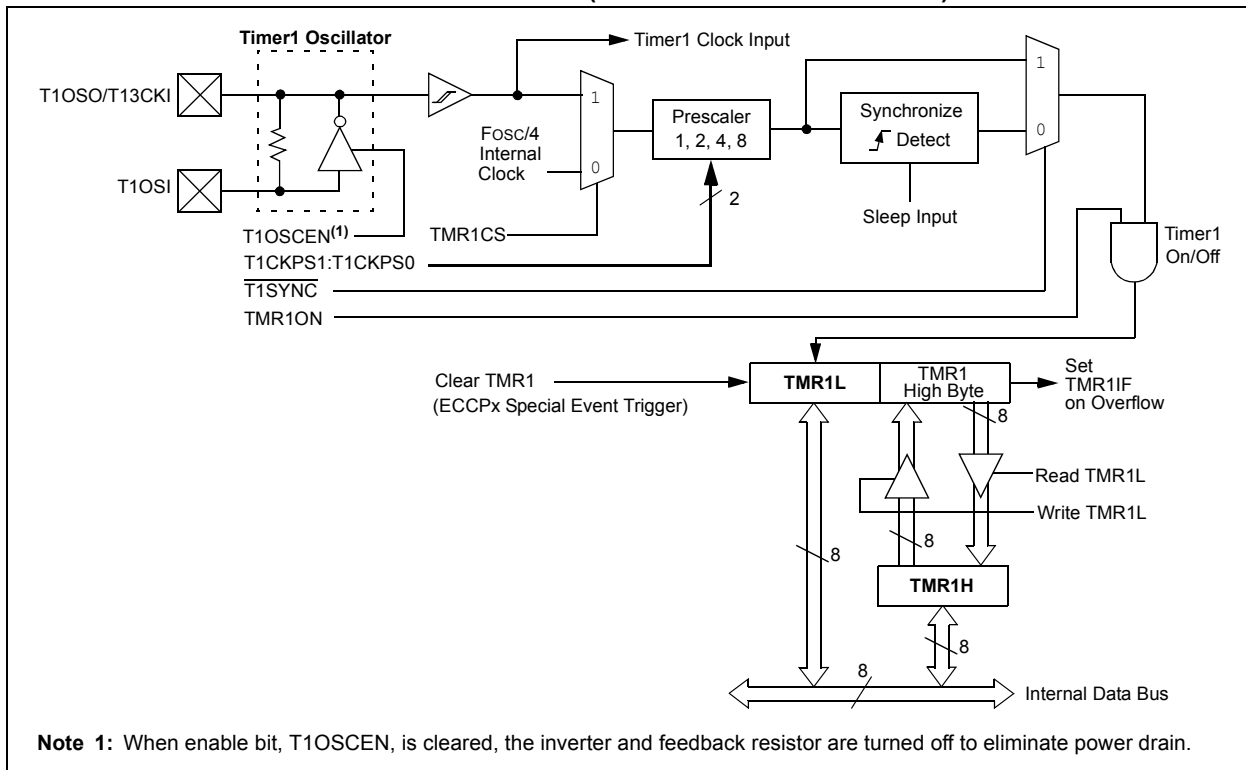 Timer1 Oscillator
Timer1 Clock Input
T1OSO/T13CKI
1
1
FOSC/4
Internal
Clock
0
Prescaler
1, 2, 4, 8
Synchronize
Detect
0
T1OSI
2
Sleep Input
T1OSCEN(1)
TMR1CS
Timer1
On/Off
T1CKPS1:T1CKPS0
T1SYNC
TMR1ON
Clear TMR1
(ECCPx Special Event Trigger)
TMR1L
TMR1
High Byte
Set
TMR1IF
on Overflow
8
Read TMR1L
Write TMR1L
8
8
TMR1H
8
8
Internal Data Bus
Note 1: When enable bit, T1OSCEN, is cleared, the inverter and feedback resistor are turned off to eliminate power drain.